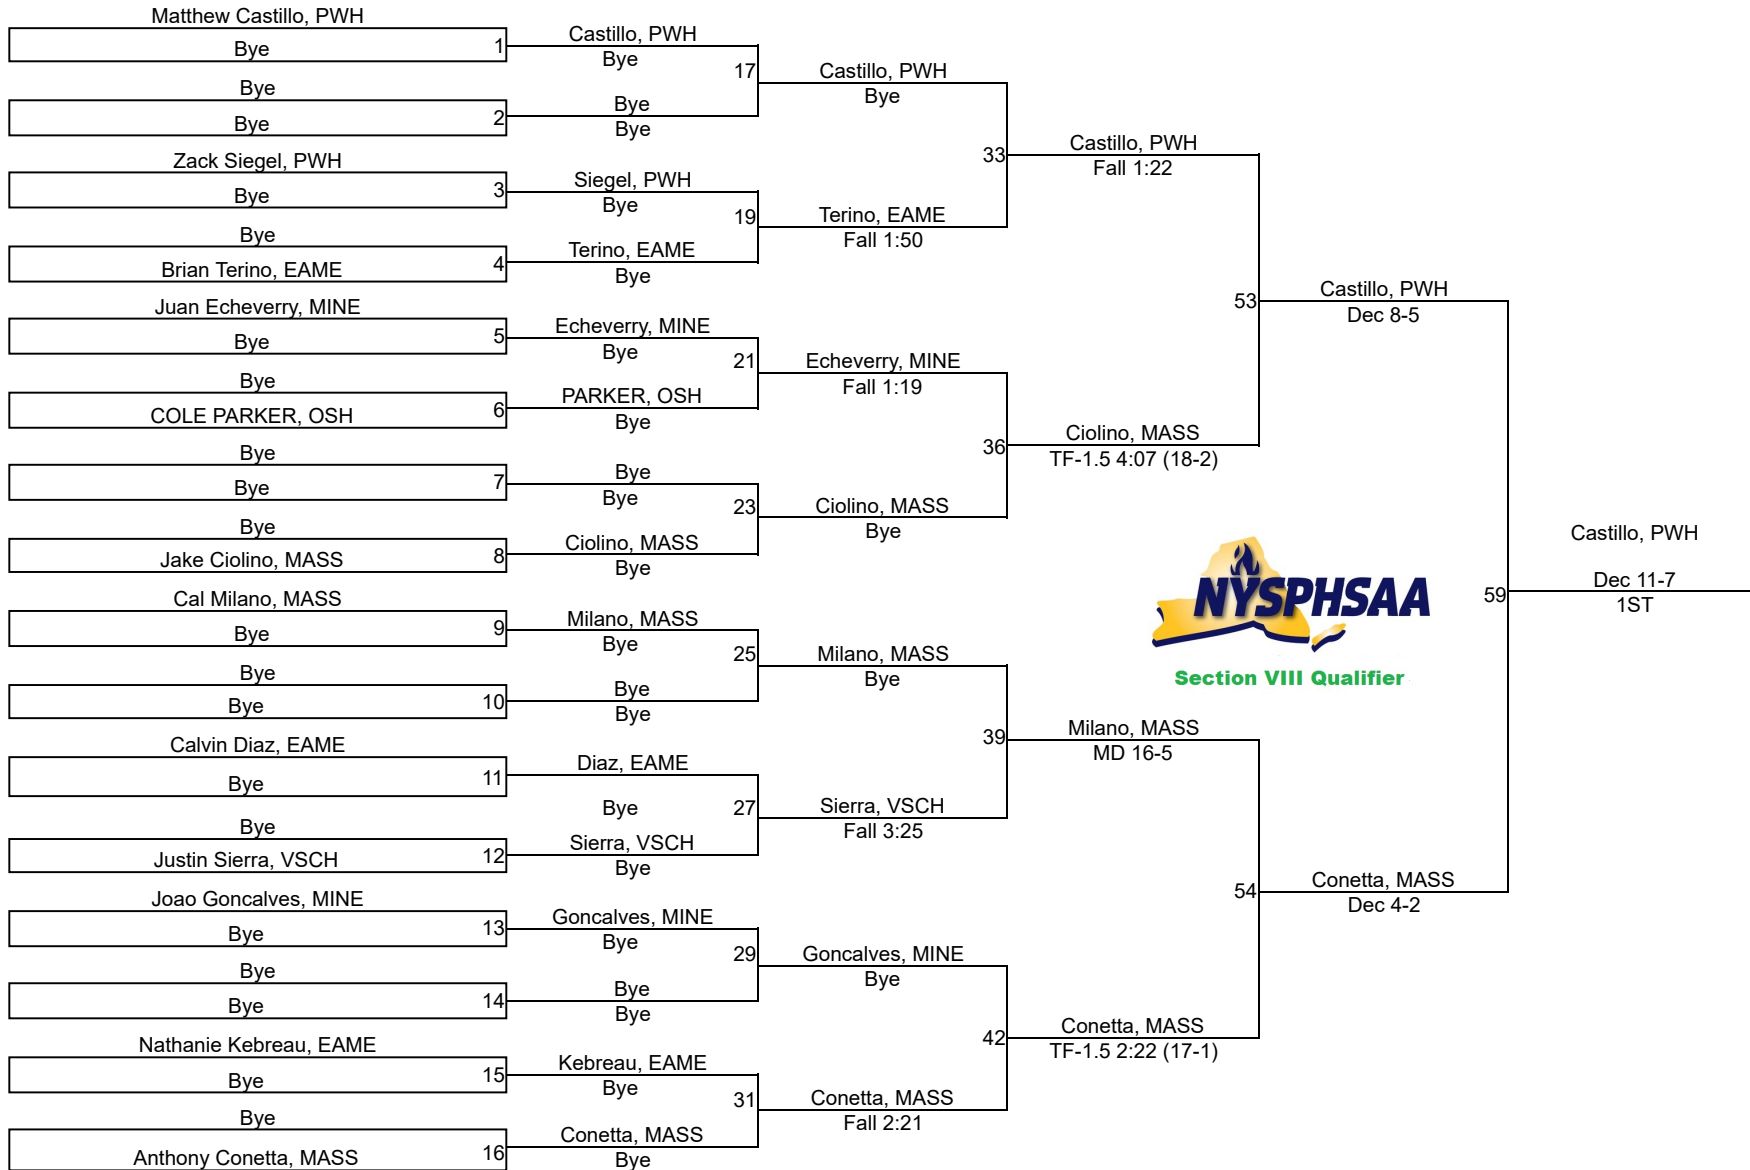 Matthew Castillo, PWH
Bye
1
Bye
Bye
2
Zack Siegel, PWH
Bye
3
Bye
Brian Terino, EAME
4
Juan Echeverry, MINE
Bye
5
Bye
COLE PARKER, OSH
6
Bye
Bye
7
Bye
Jake Ciolino, MASS
8
Cal Milano, MASS
Bye
9
Bye
Bye
10
Calvin Diaz, EAME
Bye
11
Bye
Justin Sierra, VSCH
12
Joao Goncalves, MINE
Bye
13
Bye
Bye
14
Nathanie Kebreau, EAME
Bye
15
Bye
Anthony Conetta, MASS
16
Castillo, PWH
Bye
17
Bye
Bye
Siegel, PWH
Bye
19
Terino, EAME
Bye
Echeverry, MINE
Bye
21
PARKER, OSH
Bye
Bye
Bye
23
Ciolino, MASS
Bye
Milano, MASS
Bye
25
Bye
Bye
Diaz, EAME
Bye
27
Sierra, VSCH
Bye
Goncalves, MINE
Bye
29
Bye
Bye
Kebreau, EAME
Bye
31
Conetta, MASS
Bye
Castillo, PWH
Bye
33
Terino, EAME
Fall 1:50
Echeverry, MINE
Fall 1:19
36
Ciolino, MASS
Bye
Milano, MASS
Bye
39
Sierra, VSCH
Fall 3:25
Goncalves, MINE
Bye
42
Conetta, MASS
Fall 2:21
Castillo, PWH
Fall 1:22
53
Ciolino, MASS
TF-1.5 4:07 (18-2)
NYSPHSAA
Section VIII Qualifier
Milano, MASS
MD 16-5
54
Conetta, MASS
TF-1.5 2:22 (17-1)
Castillo, PWH
Dec 8-5
59
Conetta, MASS
Dec 4-2
Castillo, PWH
Dec 11-7
1ST